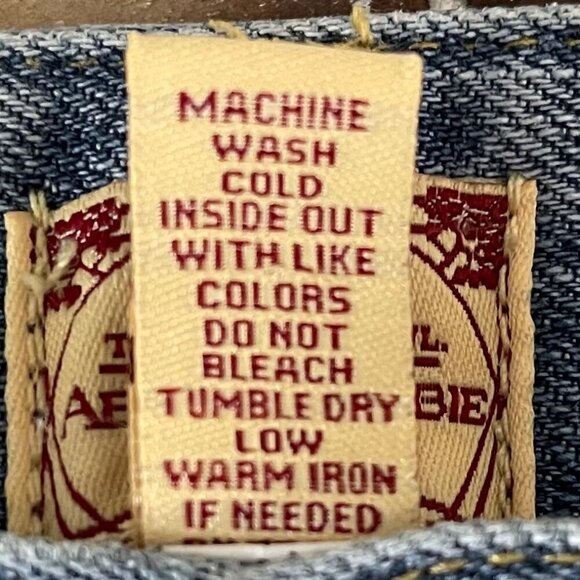 MACHINE
WASH
COLD
INSIDE OUT
WITH LIKE
COLORS
DO NOT
BLEACH
TUMBLE DRY
LOW
WARM IRON
IF NEEDED